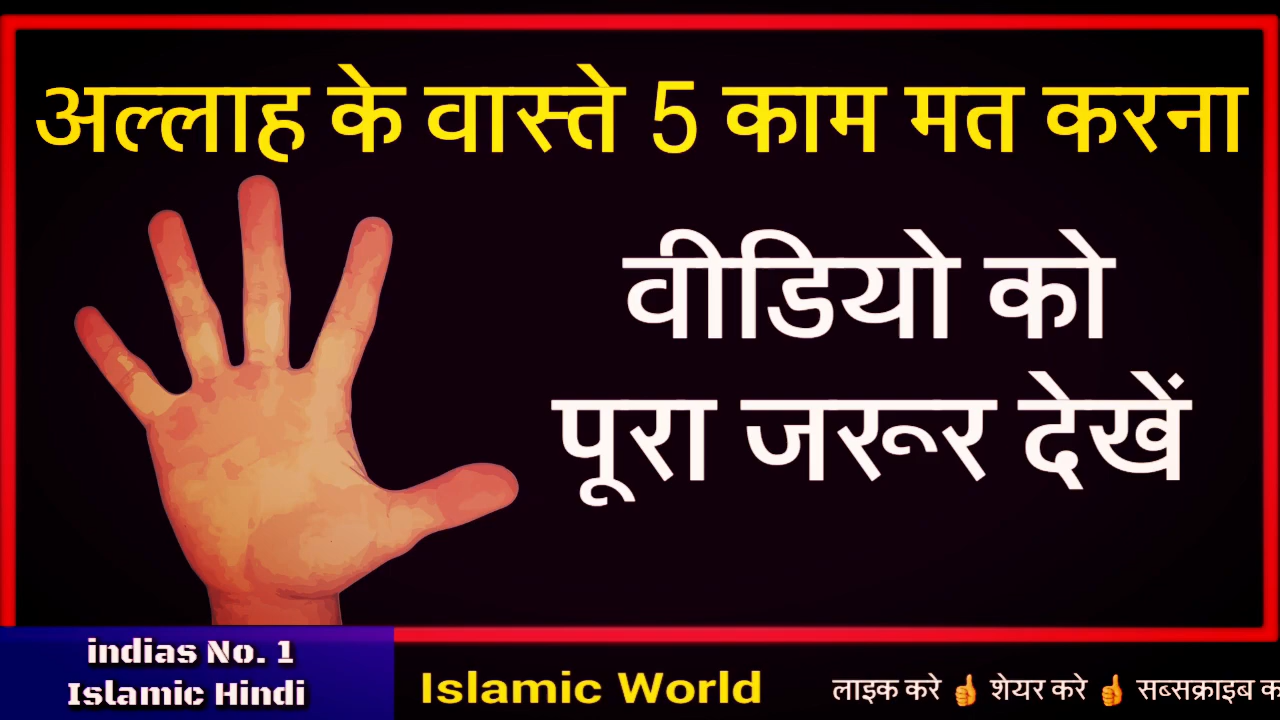 अल्लाह के वास्ते 5 काम मत करना
वीडियो को
पूरा जरूर देखें
indias No. 1
Islamic Hindi
Islamic World
लाइक करे 👍 शेयर करे 👍 सब्सक्राइब